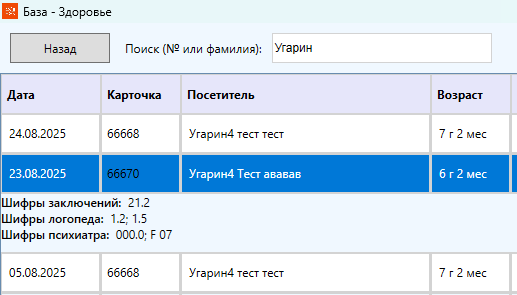 База - Здоровье
Назад Поиск (№ или фамилия): Угарин
Дата Карточка Посетитель Возраст
24.08.2025 66668 Угарин4 тест тест 7 г 2 мес
23.08.2025 66670 Угарин4 Тест ававав 6 г 2 мес
Шифры заключений: 21.2
Шифры логопеда: 1.2; 1.5
Шифры психиатра: 000.0; F 07
05.08.2025 66668 Угарин4 тест тест 7 г 2 мес